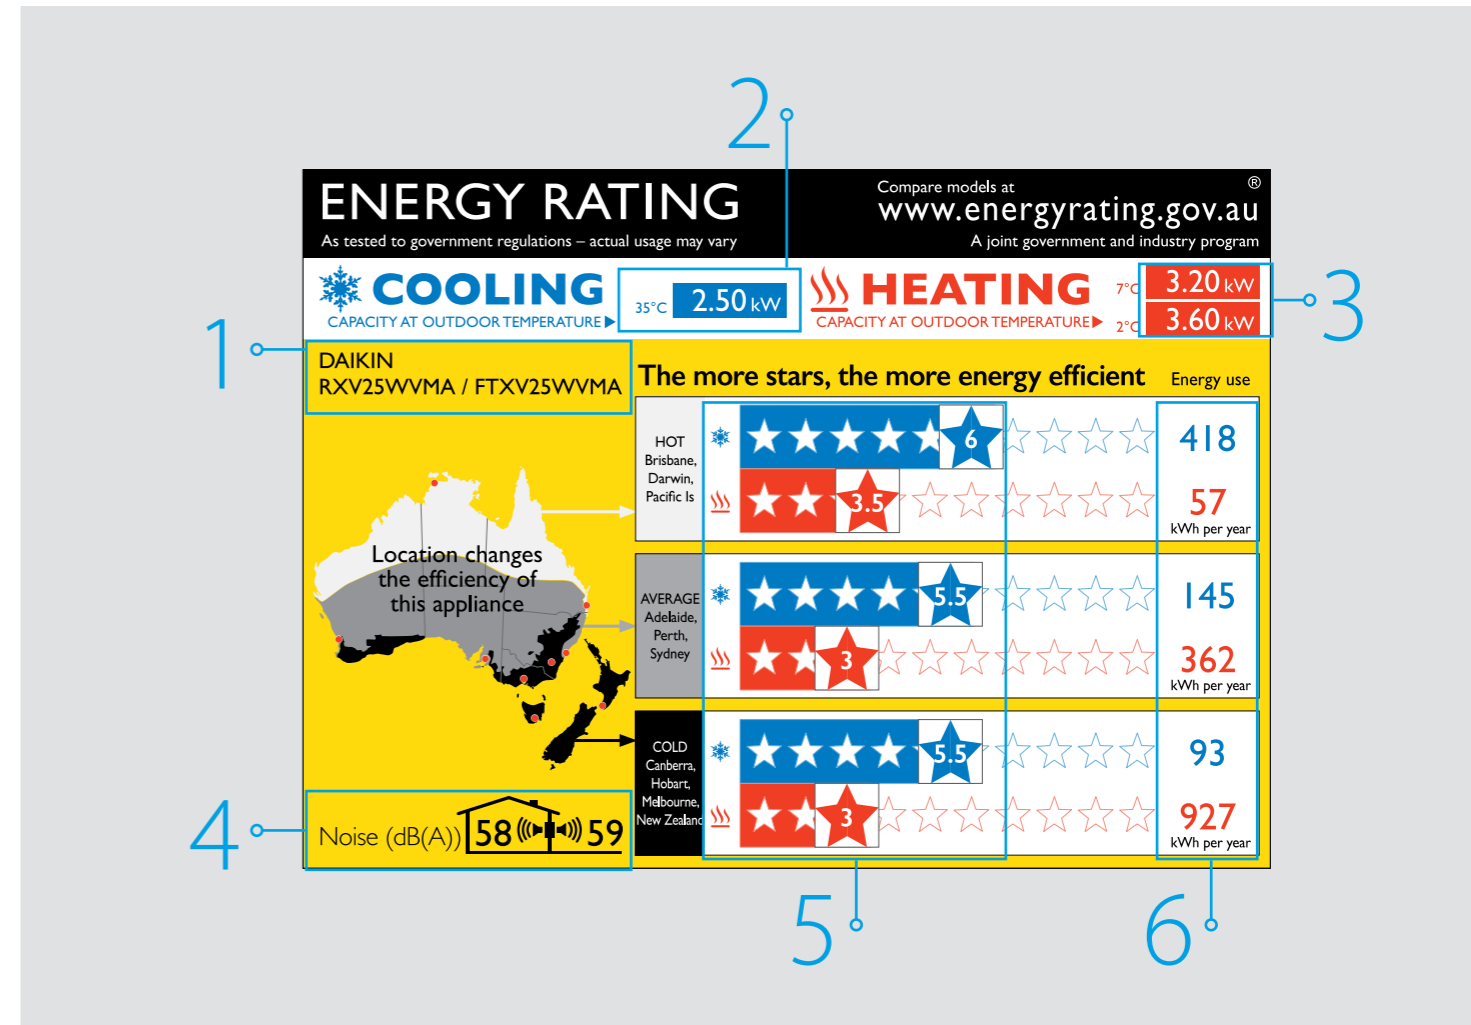 2
ENERGY RATING
As tested to government regulations – actual usage may vary
Compare models at
®
www.energyrating.gov.au
A joint government and industry program
COOLING
CAPACITY AT OUTDOOR TEMPERATURE
35°C 2.50 kW
HEATING
CAPACITY AT OUTDOOR TEMPERATURE
7°C 3.20 kW
2°C 3.60 kW
3
1
DAIKIN
RXV25WVMA / FTXV25WVMA
The more stars, the more energy efficient
Energy use
HOT
Brisbane,
Darwin,
Pacific Is
6
418
3.5
57
kWh per year
Location changes
the efficiency of
this appliance
AVERAGE
Adelaide,
Perth,
Sydney
5.5
145
3
362
kWh per year
COLD
Canberra,
Hobart,
Melbourne,
New Zealand
5.5
93
3
927
kWh per year
4
Noise (dB(A)) 58 59
5
6